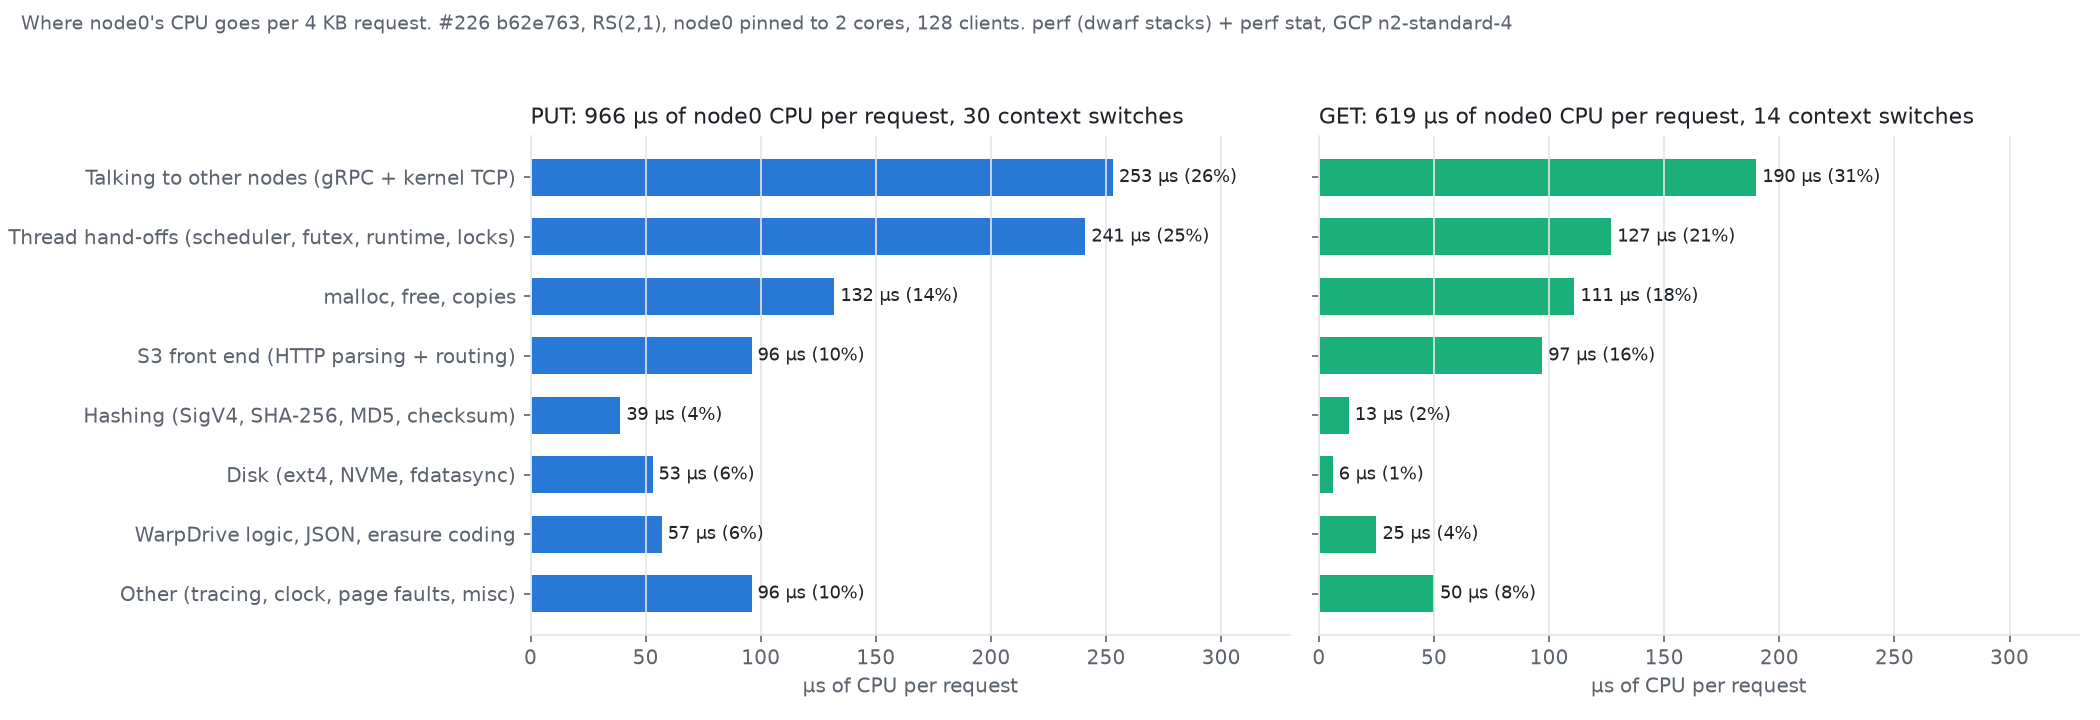 Where node0's CPU goes per 4 KB request. #226 b62e763, RS(2,1), node0 pinned to 2 cores, 128 clients. perf (dwarf stacks) + perf stat, GCP n2-standard-4
PUT: 966 µs of node0 CPU per request, 30 context switches
Talking to other nodes (gRPC + kernel TCP)
253 µs (26%)
Thread hand-offs (scheduler, futex, runtime, locks)
241 µs (25%)
malloc, free, copies
132 µs (14%)
S3 front end (HTTP parsing + routing)
96 µs (10%)
Hashing (SigV4, SHA-256, MD5, checksum)
39 µs (4%)
Disk (ext4, NVMe, fdatasync)
53 µs (6%)
WarpDrive logic, JSON, erasure coding
57 µs (6%)
Other (tracing, clock, page faults, misc)
96 µs (10%)
0 50 100 150 200 250 300
µs of CPU per request
GET: 619 µs of node0 CPU per request, 14 context switches
190 µs (31%)
127 µs (21%)
111 µs (18%)
97 µs (16%)
13 µs (2%)
6 µs (1%)
25 µs (4%)
50 µs (8%)
0 50 100 150 200 250 300
µs of CPU per request